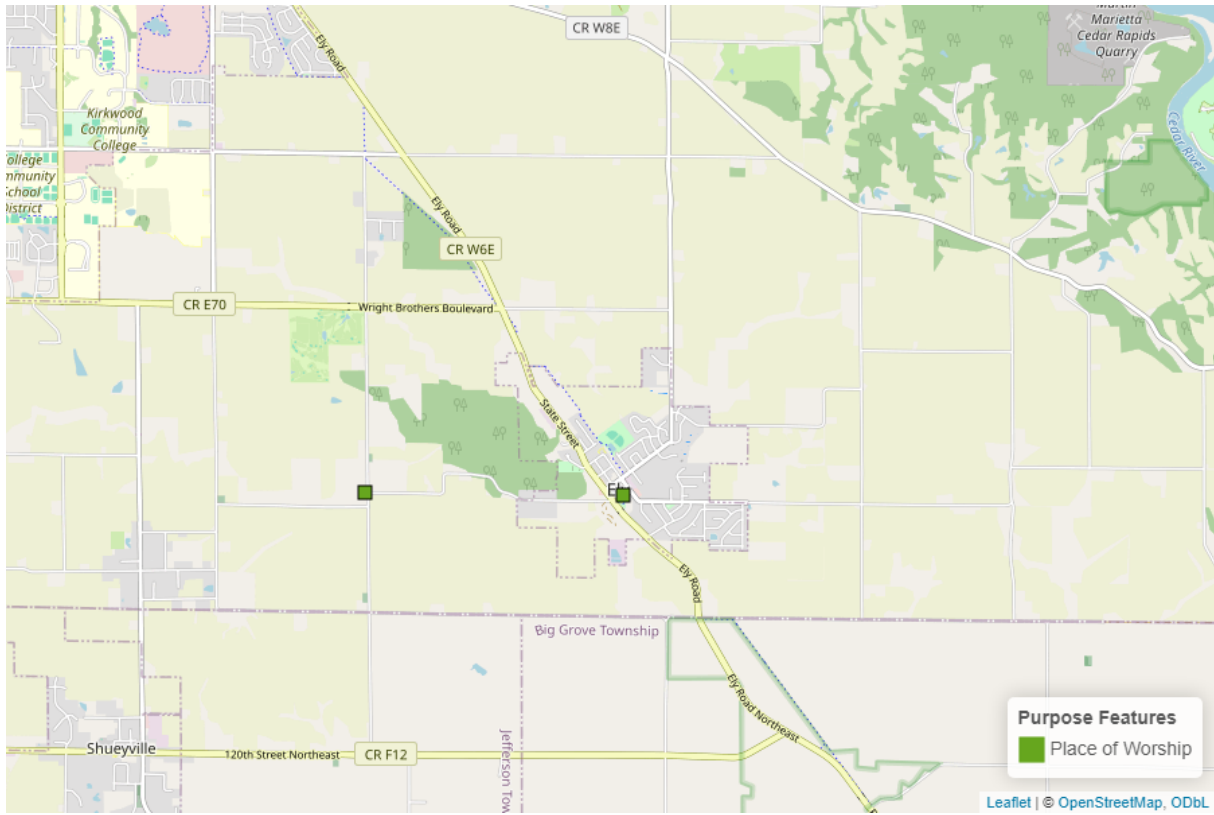 Martin
Marietta
Cedar Rapids
Quarry
CR W8E
Ely Road
Kirkwood
Community
College
Cedar River
College
Community
School
District
Ely Road
CR W6E
CR E70
Wright Brothers Boulevard
State Street
Ely
Ely Road
Big Grove Township
Ely Road Northeast
Purpose Features
Place of Worship
Shueyville
120th Street Northeast
CR F12
Jefferson Tow
Leaflet | © OpenStreetMap, ODbL